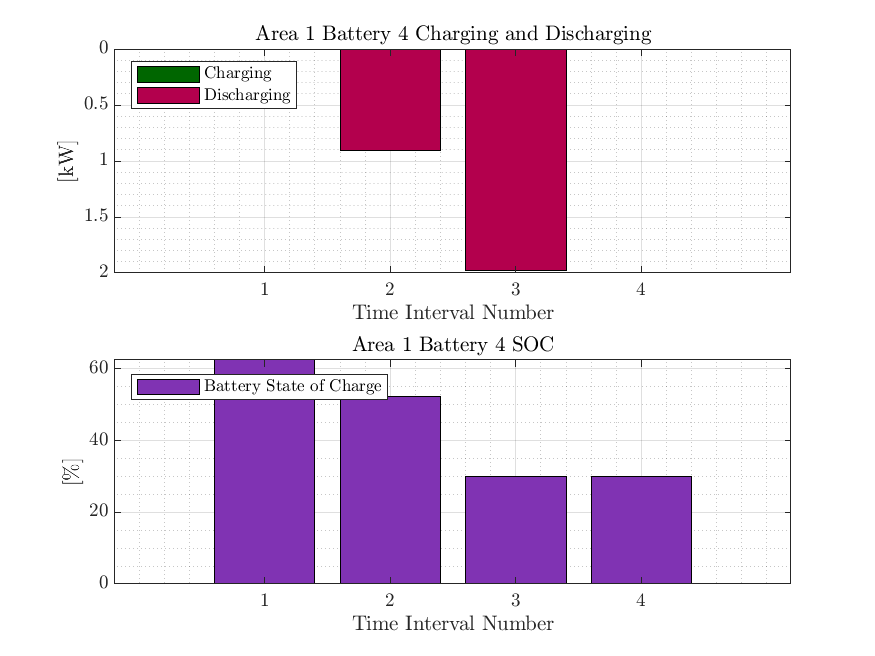 Area 1 Battery 4 Charging and Discharging
0
0.5
1
1.5
2
[kW]
Charging
Discharging
1 2 3 4
Time Interval Number
Area 1 Battery 4 SOC
60
40
20
0
[%]
Battery State of Charge
1 2 3 4
Time Interval Number